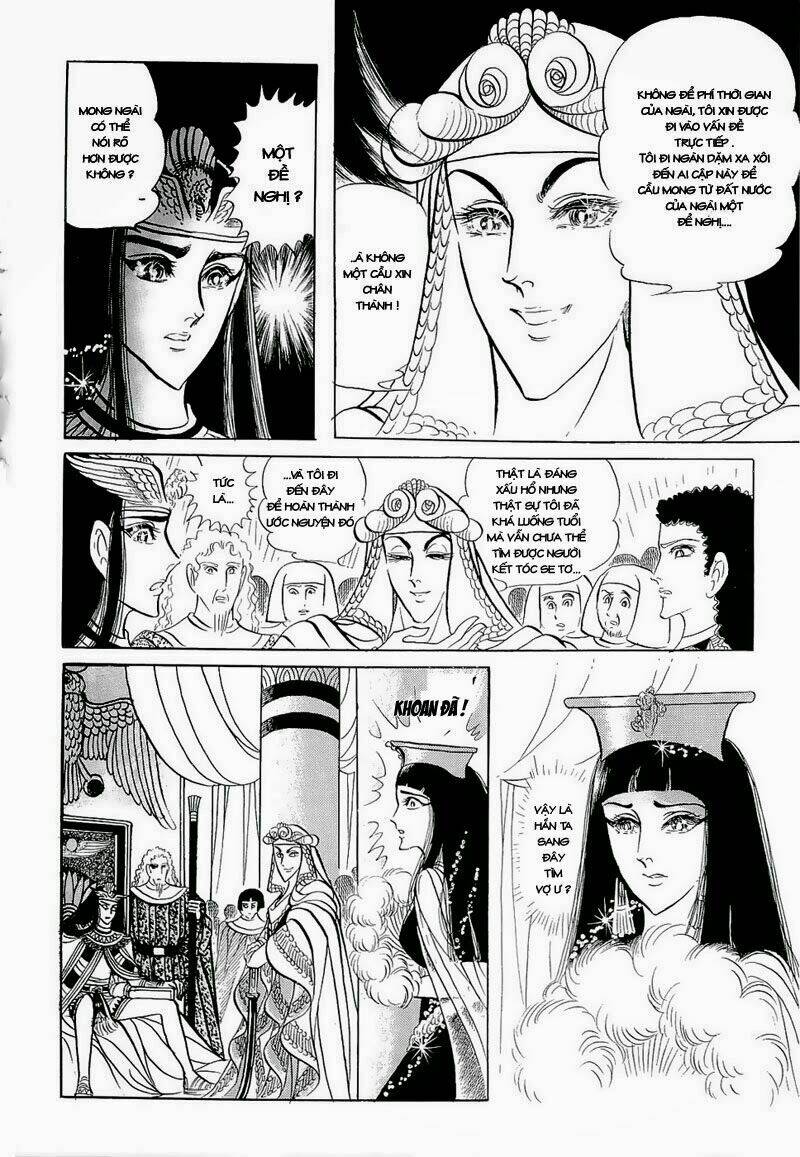 KHÔNG ĐỂ PHÍ THỜI GIAN
CỦA NGÀI, TÔI XIN ĐƯỢC
ĐI VÀO VẤN ĐỀ
TRỰC TIẾP .
TÔI ĐI NGÀN DẶM XA XÔI
ĐẾN AI CẬP NÀY ĐỂ
CẦU MONG TỪ ĐẤT NƯỚC
CỦA NGÀI MỘT
ĐỀ NGHỊ....
..À KHÔNG
MỘT CẦU XIN
CHÂN
THÀNH !
MỘT
ĐỀ
NGHỊ ?
MONG NGÀI
CÓ THỂ
NÓI RÕ
HƠN ĐƯỢC
KHÔNG ?
THẬT LÀ ĐÁNG
XẤU HỔ NHƯNG
THẬT SỰ TÔI ĐÃ
KHÁ LUỐNG TUỔI
MÀ VẪN CHƯA THỂ
TÌM ĐƯỢC NGƯỜI
KẾT TÓC SE TƠ...
...VÀ TÔI ĐI
ĐẾN ĐÂY
ĐỂ HOÀN THÀNH
ƯỚC NGUYỆN ĐÓ
TỨC
LÀ...
VẬY LÀ
HẮN TA
SANG
ĐÂY
TÌM
VỢ Ư ?
KHOAN ĐÃ !